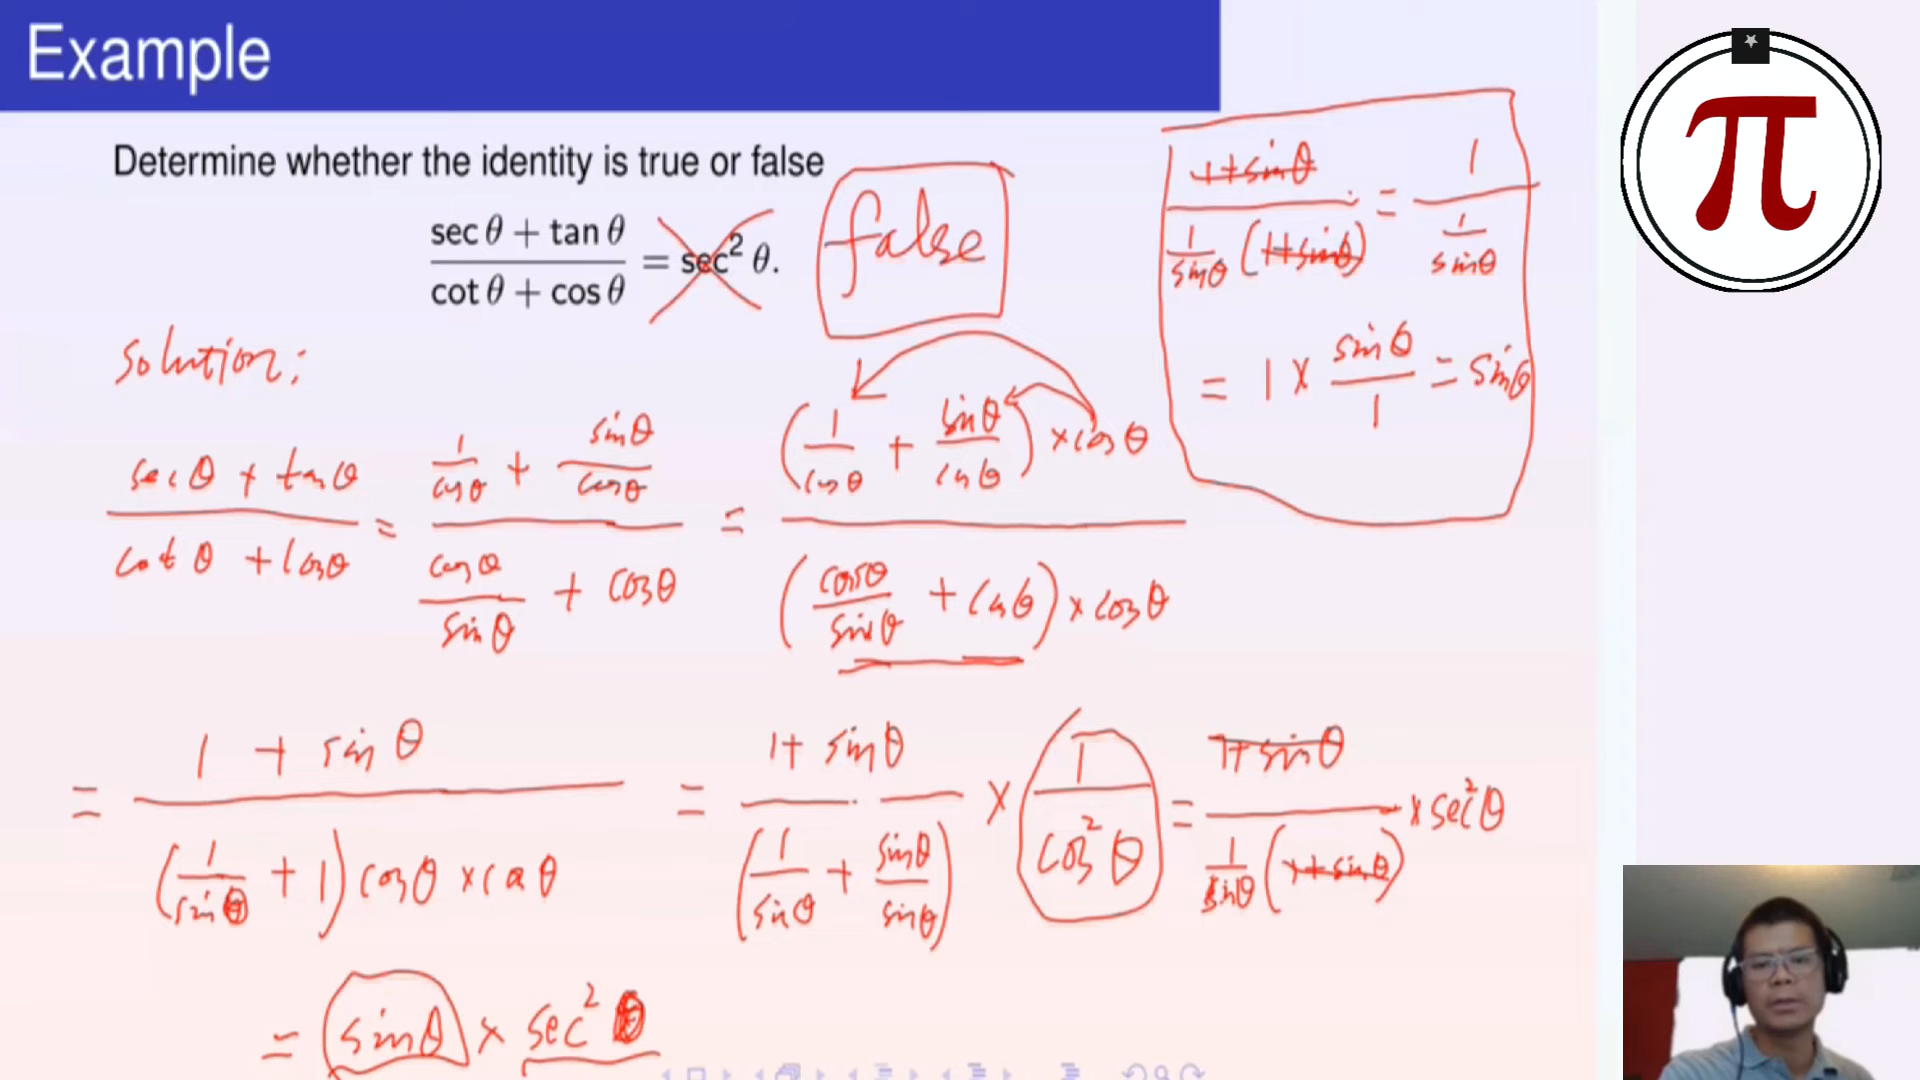 Example
Determine whether the identity is true or false
(sec θ + tan θ)/(cot θ + cos θ) = sec² θ.
false
Solution:
(sec θ + tan θ)/(cot θ + cos θ) = (1/cos θ + sin θ/cos θ)/(cos θ/sin θ + cos θ) = ((1/cos θ + sin θ/cos θ) × cos θ)/((cos θ/sin θ + cos θ) × cos θ)
= (1 + sin θ)/((1/sin θ + 1) cos θ × cos θ) = (1 + sin θ)/(1/sin θ + sin θ/sin θ) × 1/cos² θ = (1 + sin θ)/(1/sin θ (1 + sin θ)) × sec² θ
= sin θ × sec² θ
(1 + sin θ)/(1/sin θ (1 + sin θ)) = 1/(1/sin θ)
= 1 × sin θ/1 = sin θ
π